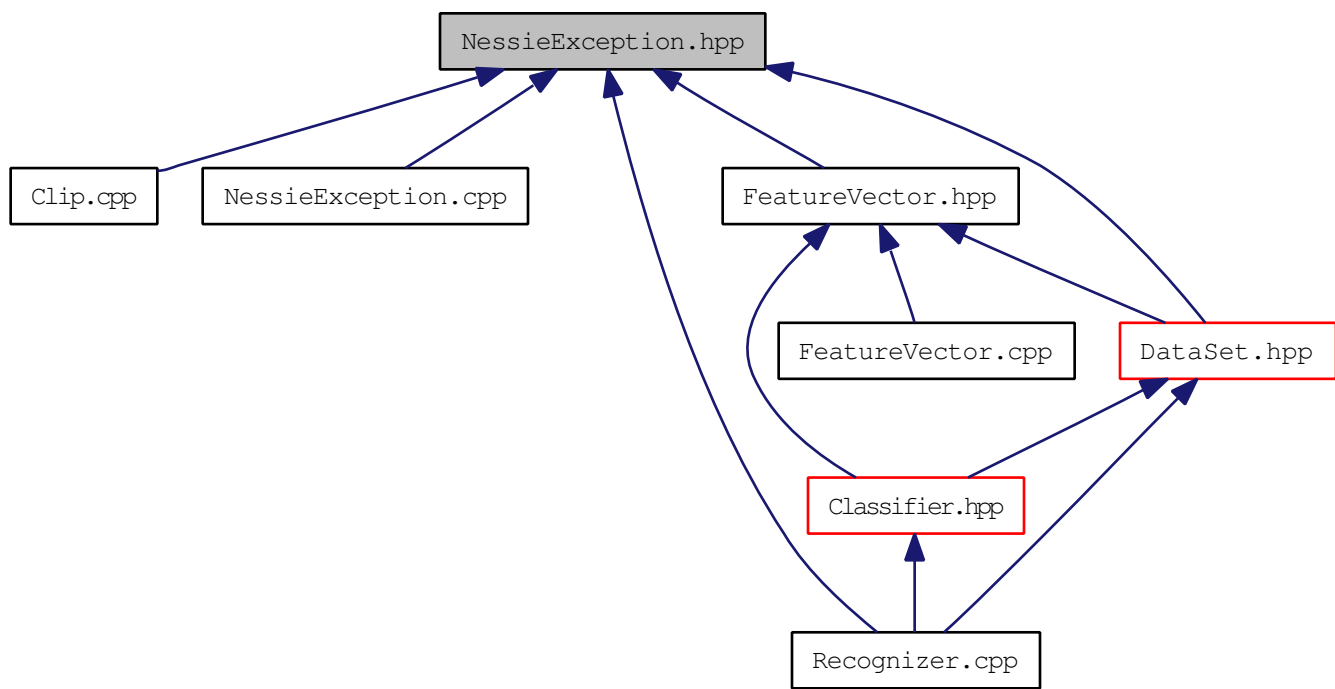 NessieException.hpp
Clip.cpp
NessieException.cpp
FeatureVector.hpp
FeatureVector.cpp
DataSet.hpp
Classifier.hpp
Recognizer.cpp